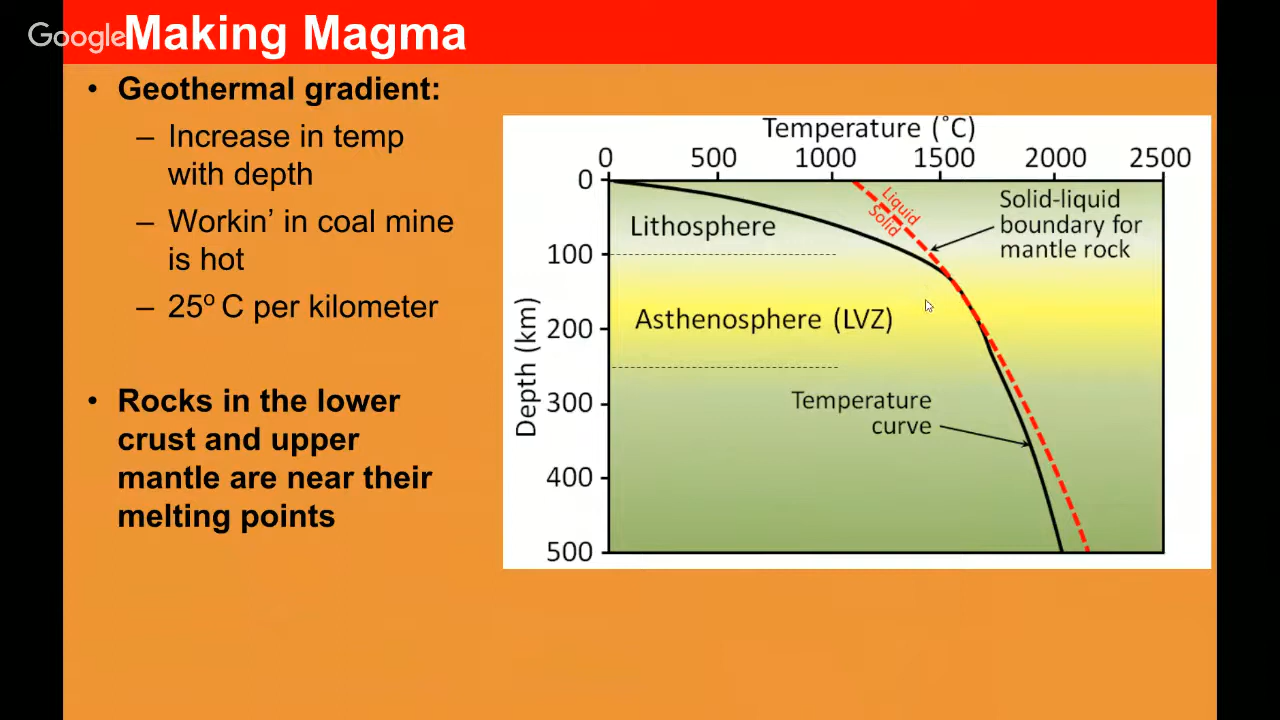 Google
Making Magma
• Geothermal gradient:
– Increase in temp
with depth
– Workin’ in coal mine
is hot
– 25º C per kilometer
• Rocks in the lower
crust and upper
mantle are near their
melting points
Temperature (˚C)
0 500 1000 1500 2000 2500
Depth (km)
0
100
200
300
400
500
Liquid
Solid
Solid-liquid
boundary for
mantle rock
Lithosphere
Asthenosphere (LVZ)
Temperature
curve